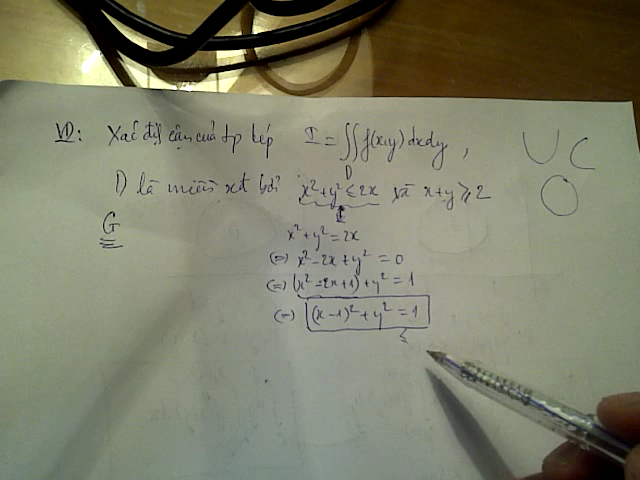 VD: Xác định cận của tp lặp I = ∬ f(x,y) dxdy ,
D
D là miền xđ bởi x² + y² ≤ 2x và x + y ≥ 2
G
x² + y² = 2x
(=) x² - 2x + y² = 0
(=) (x² - 2x + 1) + y² = 1
(=) (x - 1)² + y² = 1